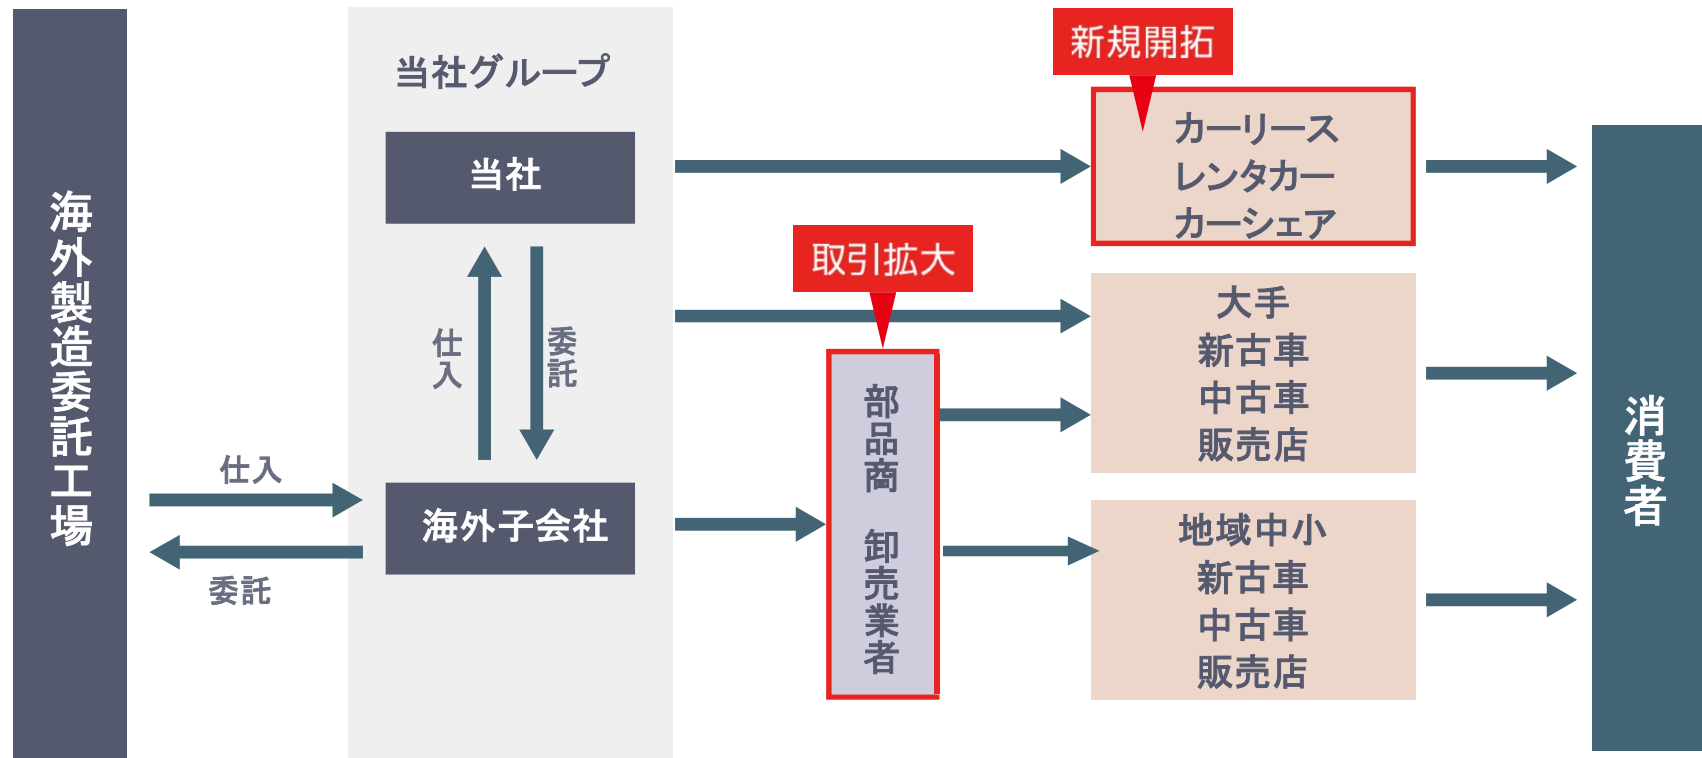 海外製造委託工場
当社グループ
当社
仕入
委託
海外子会社
仕入
委託
新規開拓
カーリース
レンタカー
カーシェア
取引拡大
部品商　卸売業者
大手
新古車
中古車
販売店
地域中小
新古車
中古車
販売店
消費者